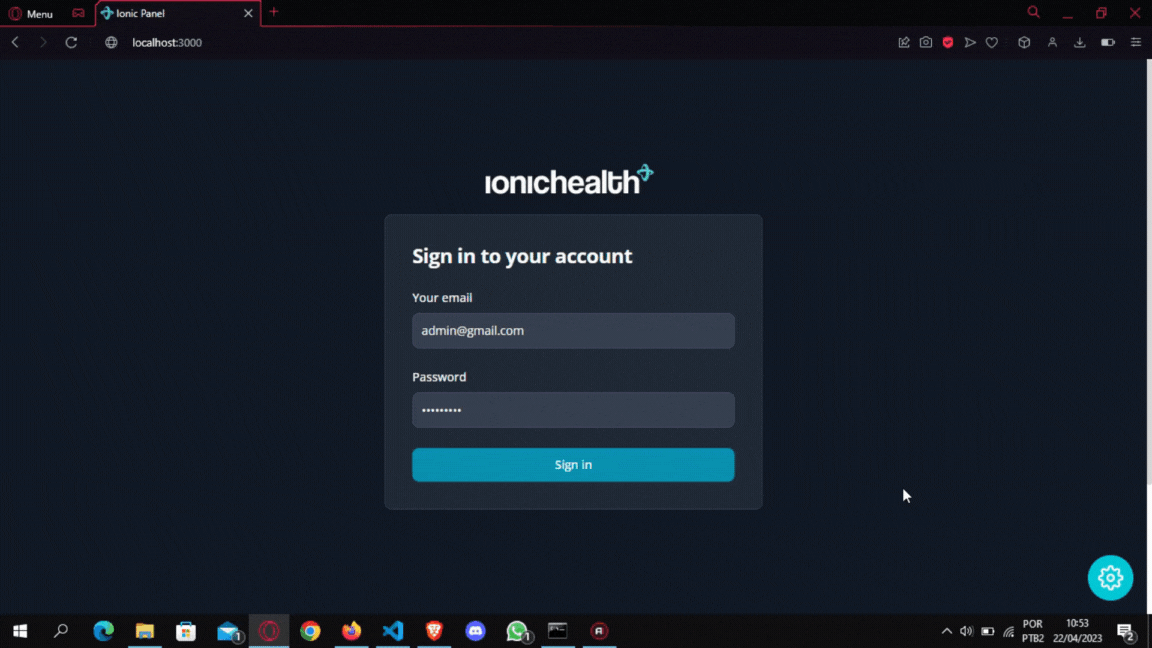 Menu
Ionic Panel
localhost:3000
ıonıchealth
Sign in to your account
Your email
admin@gmail.com
Password
•••••••••
Sign in
1
1
POR
PTB2
10:53
22/04/2023
2